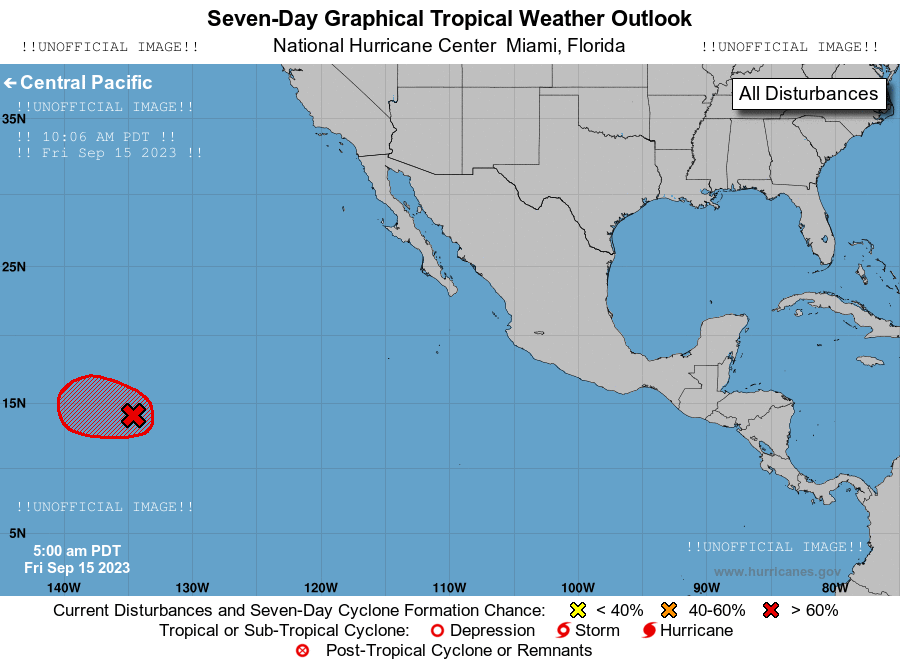 Seven-Day Graphical Tropical Weather Outlook
!!UNOFFICIAL IMAGE!! National Hurricane Center  Miami, Florida !!UNOFFICIAL IMAGE!!
← Central Pacific
All Disturbances
!!UNOFFICIAL IMAGE!!
35N
!! 10:06 AM PDT !!
!! Fri Sep 15 2023 !!
25N
15N
!!UNOFFICIAL IMAGE!!
5N
5:00 am PDT
Fri Sep 15 2023
!!UNOFFICIAL IMAGE!!
www.hurricanes.gov
140W 130W 120W 110W 100W 90W 80W
Current Disturbances and Seven-Day Cyclone Formation Chance: < 40% 40-60% > 60%
Tropical or Sub-Tropical Cyclone: Depression Storm Hurricane
Post-Tropical Cyclone or Remnants